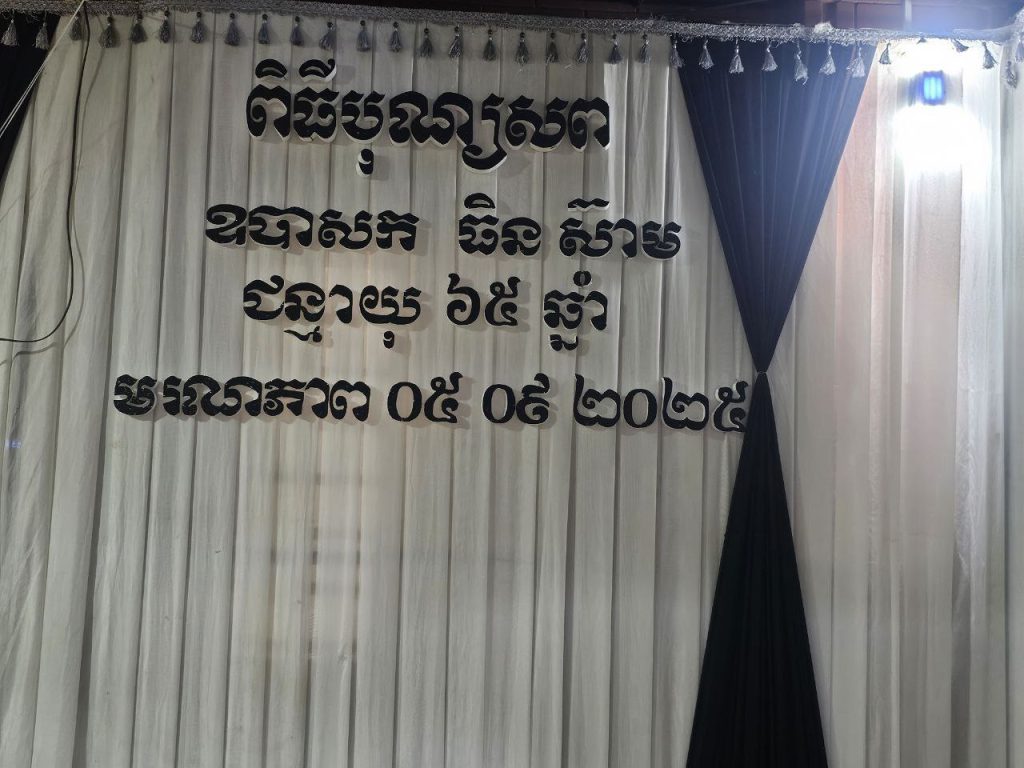 ពិធីបុណ្យសព
ឧបាសក ធិន ស៊ាម
ជន្មាយុ ៦៥ ឆ្នាំ
មរណភាព ០៥ ០៩ ២០២៥